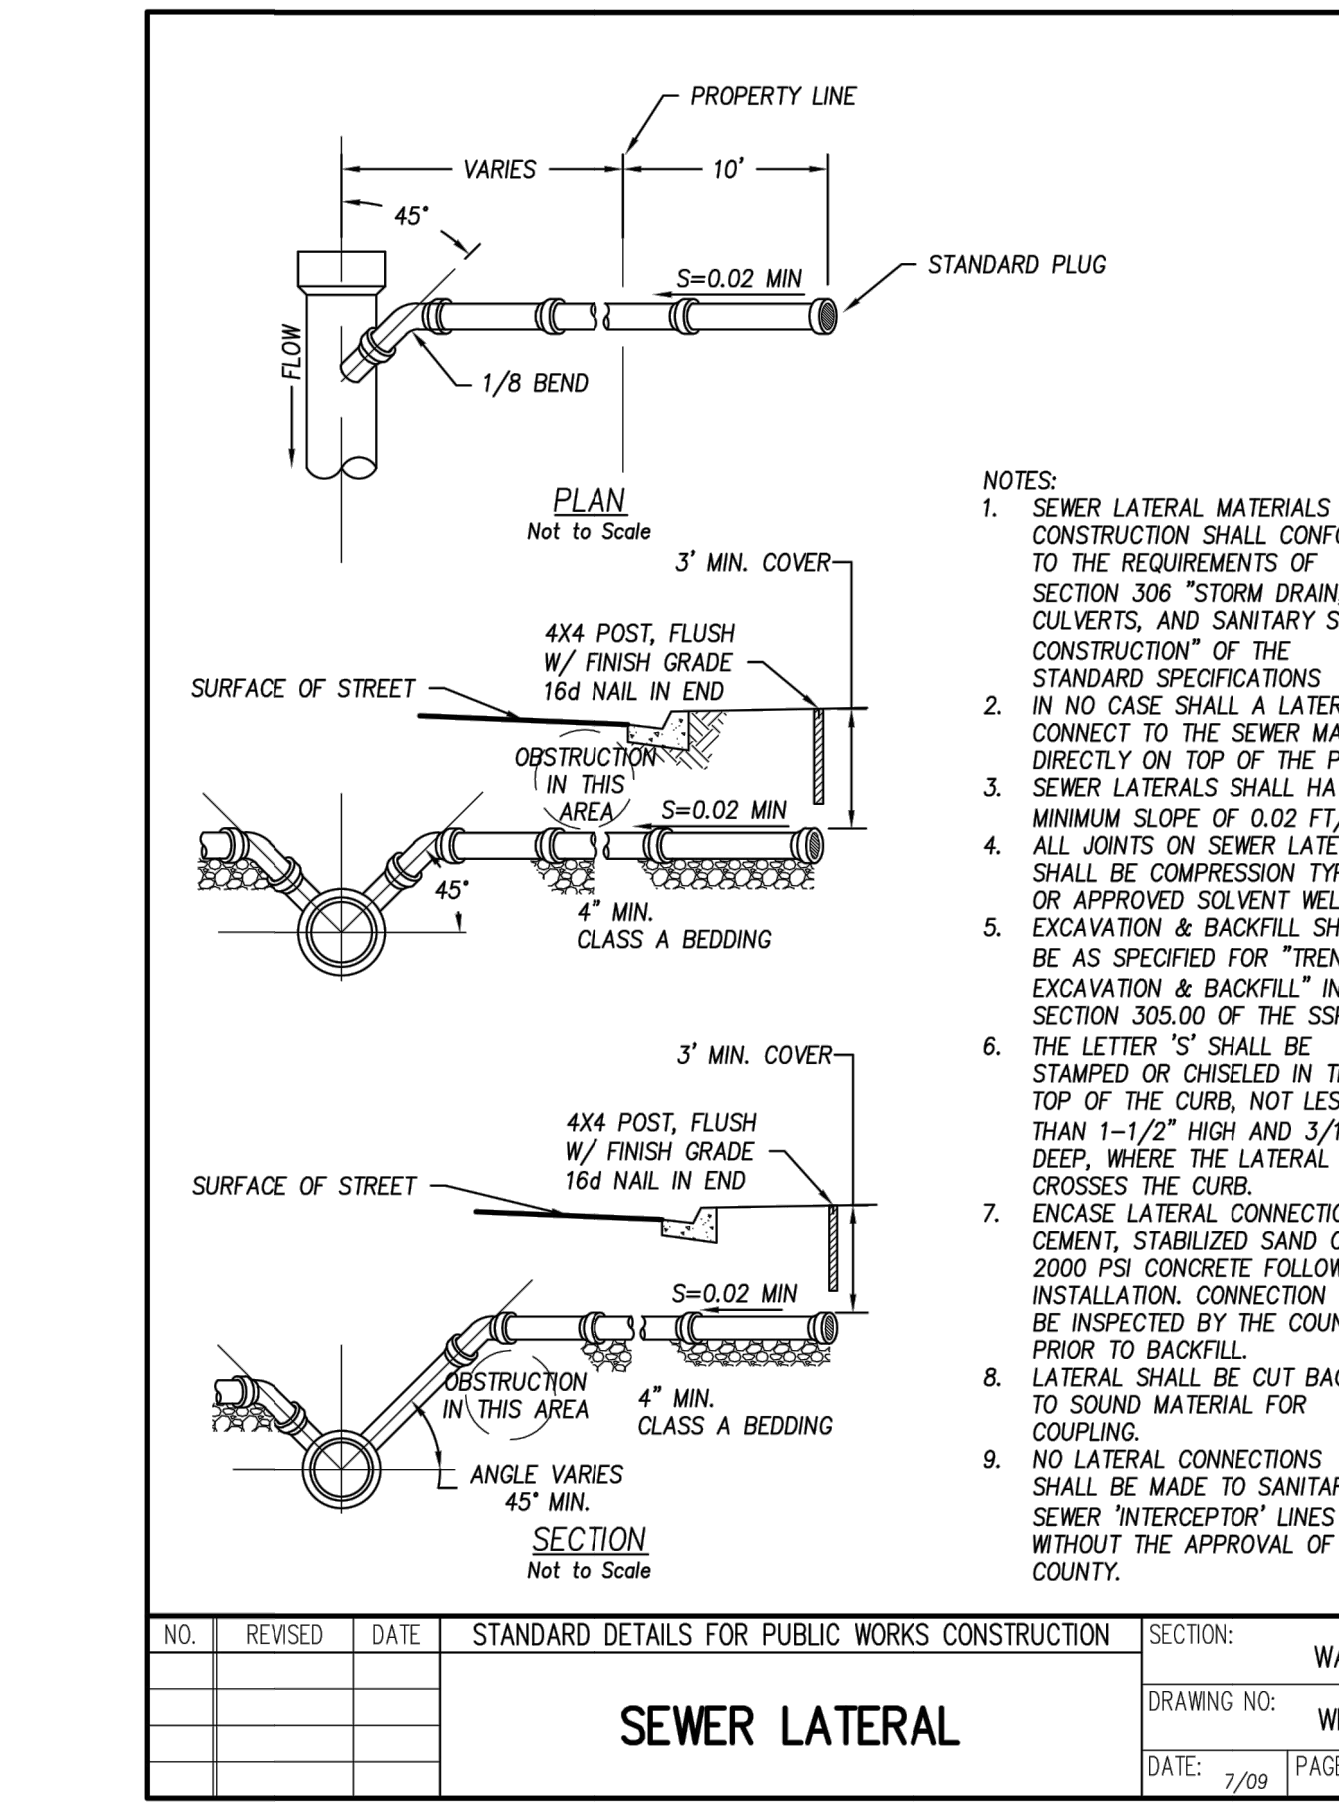 PROPERTY LINE
VARIES
10'
45°
STANDARD PLUG
S=0.02 MIN
FLOW
1/8 BEND
PLAN
Not to Scale
3' MIN. COVER
4X4 POST, FLUSH
W/ FINISH GRADE
16d NAIL IN END
SURFACE OF STREET
OBSTRUCTION
IN THIS
AREA
S=0.02 MIN
45°
4" MIN.
CLASS A BEDDING
3' MIN. COVER
4X4 POST, FLUSH
W/ FINISH GRADE
16d NAIL IN END
SURFACE OF STREET
S=0.02 MIN
OBSTRUCTION
IN THIS AREA
4" MIN.
CLASS A BEDDING
ANGLE VARIES
45° MIN.
SECTION
Not to Scale
NOTES:
1. SEWER LATERAL MATERIALS
CONSTRUCTION SHALL
TO THE REQUIREMENTS OF
SECTION 306 "STORM DRAIN,
CULVERTS, AND SANITARY
CONSTRUCTION" OF THE
STANDARD SPECIFICATIONS
2. IN NO CASE SHALL A
CONNECT TO THE SEWER
DIRECTLY ON TOP OF THE
3. SEWER LATERALS SHALL
MINIMUM SLOPE OF 0.02 FT/
4. ALL JOINTS ON SEWER
SHALL BE COMPRESSION
OR APPROVED SOLVENT
5. EXCAVATION & BACKFILL
BE AS SPECIFIED FOR
EXCAVATION & BACKFILL" IN
SECTION 305.00 OF THE
6. THE LETTER 'S' SHALL BE
STAMPED OR CHISELED IN
TOP OF THE CURB, NOT
THAN 1-1/2" HIGH AND
DEEP, WHERE THE LATERAL
CROSSES THE CURB.
7. ENCASE LATERAL
CEMENT, STABILIZED SAND
2000 PSI CONCRETE
INSTALLATION. CONNECTION
BE INSPECTED BY THE
PRIOR TO BACKFILL.
8. LATERAL SHALL BE CUT
TO SOUND MATERIAL FOR
COUPLING.
9. NO LATERAL CONNECTIONS
SHALL BE MADE TO
SEWER 'INTERCEPTOR' LINES
WITHOUT THE APPROVAL OF
COUNTY.
NO. REVISED DATE
STANDARD DETAILS FOR PUBLIC WORKS CONSTRUCTION
SEWER LATERAL
SECTION:
DRAWING NO:
DATE: 7/09